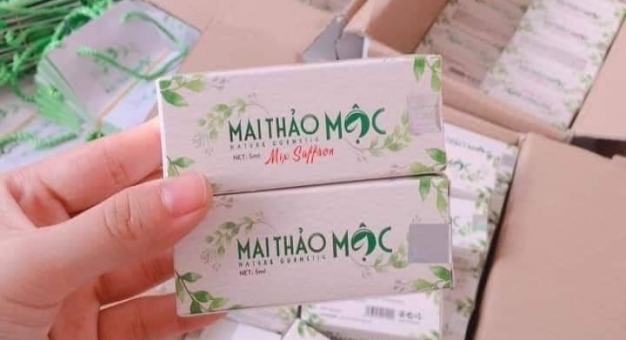 MAI THẢO MỘC
NATURE COSMETIC
NET: 5ml
Mix Saffron
MAI THẢO MỘC
NATURE COSMETIC
NET: 5ml